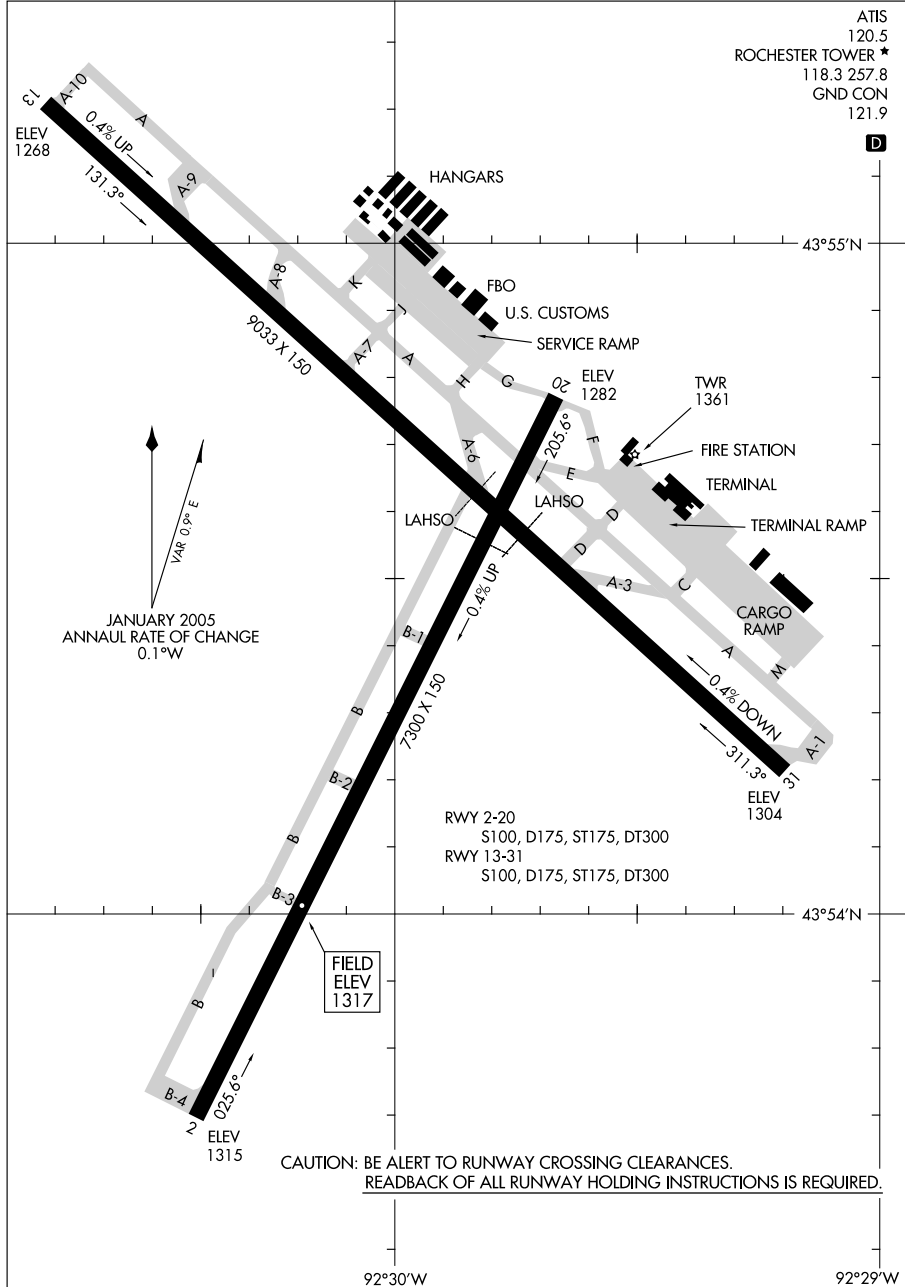 ATIS
120.5
ROCHESTER TOWER ★
118.3 257.8
GND CON
121.9
D
13
A-10
A
ELEV
1268
0.4% UP
131.3°
A-9
HANGARS
43°55'N
A-8
K
FBO
J
U.S. CUSTOMS
9033 X 150
A-7
A
SERVICE RAMP
H
G
20
ELEV
1282
TWR
1361
205.6°
F
FIRE STATION
A-6
E
TERMINAL
LAHSO
LAHSO
D
TERMINAL RAMP
VAR 0.9° E
D
0.4% UP
A-3
C
CARGO
RAMP
JANUARY 2005
ANNAUL RATE OF CHANGE
0.1°W
B-1
A
M
0.4% DOWN
B
7300 X 150
311.3°
A-1
31
B-2
ELEV
1304
RWY 2-20
S100, D175, ST175, DT300
RWY 13-31
S100, D175, ST175, DT300
B
B-3
43°54'N
FIELD
ELEV
1317
B
025.6°
B-4
2
ELEV
1315
CAUTION: BE ALERT TO RUNWAY CROSSING CLEARANCES.
READBACK OF ALL RUNWAY HOLDING INSTRUCTIONS IS REQUIRED.
92°30'W
92°29'W